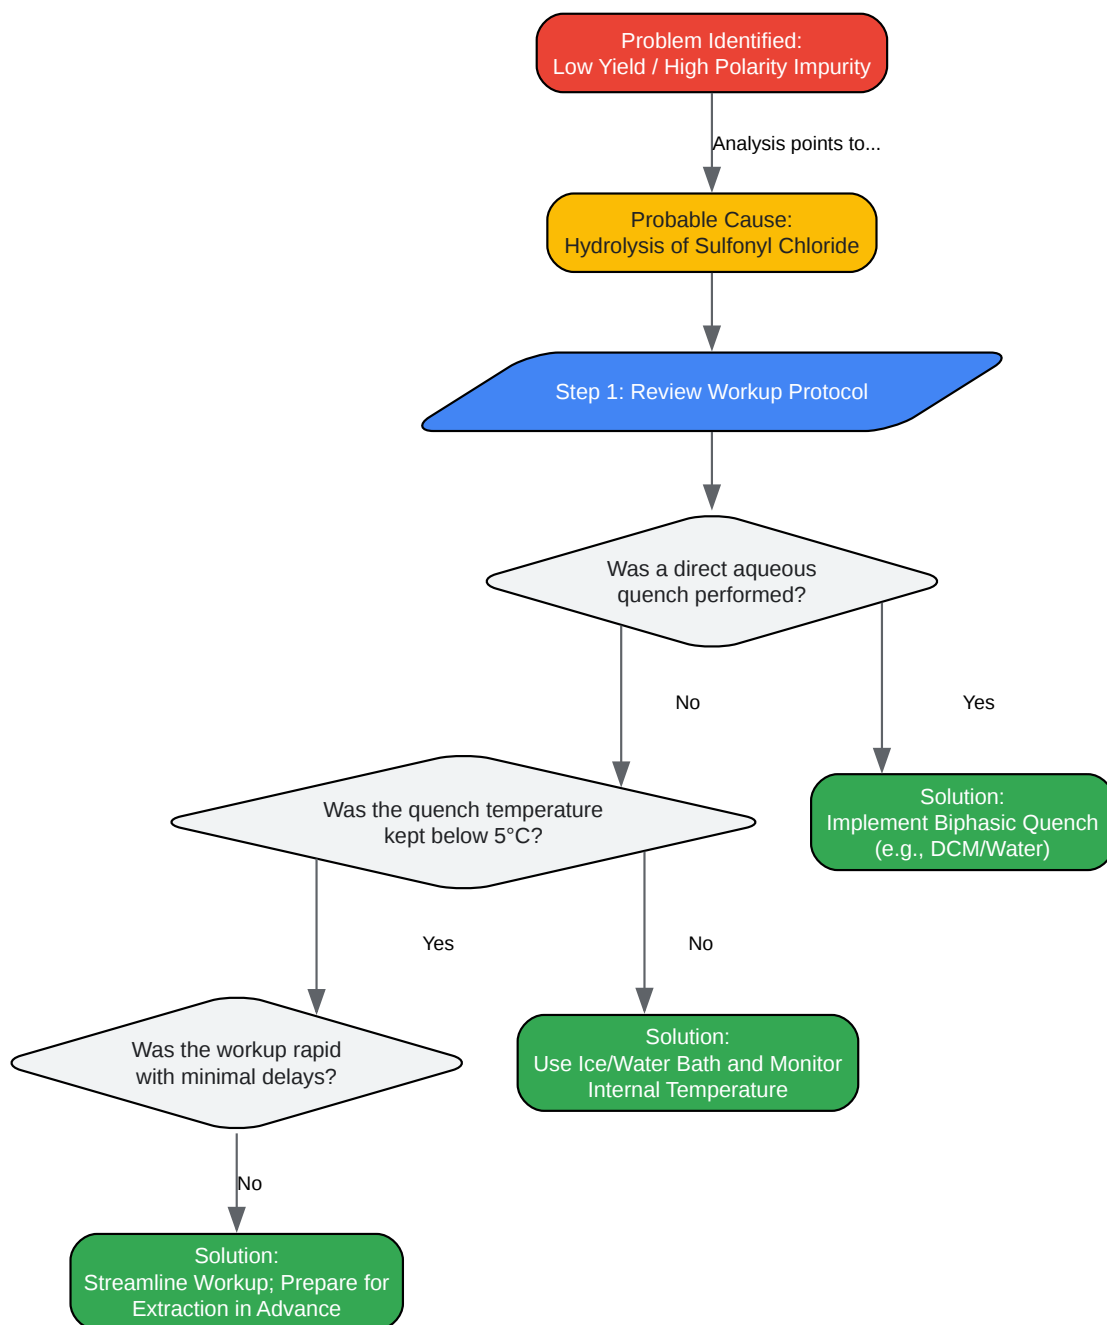 Problem Identified:
Low Yield / High Polarity Impurity
Analysis points to...
Probable Cause:
Hydrolysis of Sulfonyl Chloride
Step 1: Review Workup Protocol
Was a direct aqueous
quench performed?
No
Yes
Was the quench temperature
kept below 5°C?
Solution:
Implement Biphasic Quench
(e.g., DCM/Water)
Yes
No
Was the workup rapid
with minimal delays?
Solution:
Use Ice/Water Bath and Monitor
Internal Temperature
No
Solution:
Streamline Workup; Prepare for
Extraction in Advance